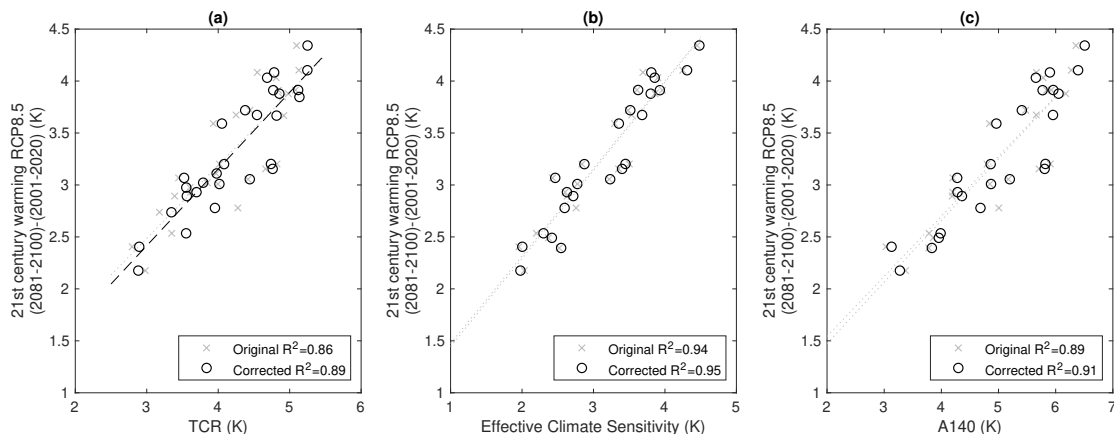 (a)
21st century warming RCP8.5
(2081-2100)-(2001-2020) (K)
4.5
4
3.5
3
2.5
2
1.5
1
Original R²=0.86
Corrected R²=0.89
2 3 4 5 6
TCR (K)
(b)
21st century warming RCP8.5
(2081-2100)-(2001-2020) (K)
4.5
4
3.5
3
2.5
2
1.5
1
Original R²=0.94
Corrected R²=0.95
1 2 3 4 5
Effective Climate Sensitivity (K)
(c)
21st century warming RCP8.5
(2081-2100)-(2001-2020) (K)
4.5
4
3.5
3
2.5
2
1.5
1
Original R²=0.89
Corrected R²=0.91
2 3 4 5 6 7
A140 (K)